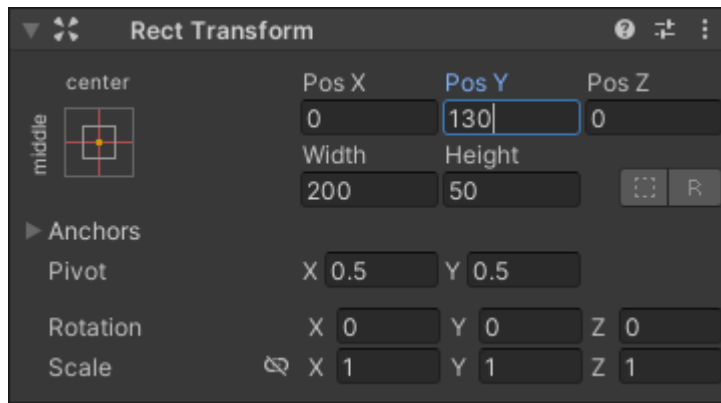 Rect Transform
center Pos X Pos Y Pos Z
middle 0 130 0
Width Height
200 50 R
Anchors
Pivot X 0.5 Y 0.5
Rotation X 0 Y 0 Z 0
Scale X 1 Y 1 Z 1